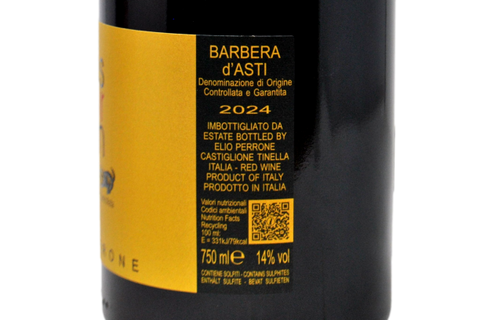 BARBERA
d'ASTI
Denominazione di Origine
Controllata e Garantita
2024
IMBOTTIGLIATO DA
ESTATE BOTTLED BY
ELIO PERRONE
CASTIGLIONE TINELLA
ITALIA - RED WINE
PRODUCT OF ITALY
PRODOTTO IN ITALIA
Valori nutrizionali
Codici ambientali
Nutrition Facts
Recycling
100 ml:
E = 331kJ/79kcal
750 ml℮ 14% vol
CONTIENE SOLFITI - CONTAINS SULPHITES
ENTHÄLT SULFITE - BEVAT SULFIETEN